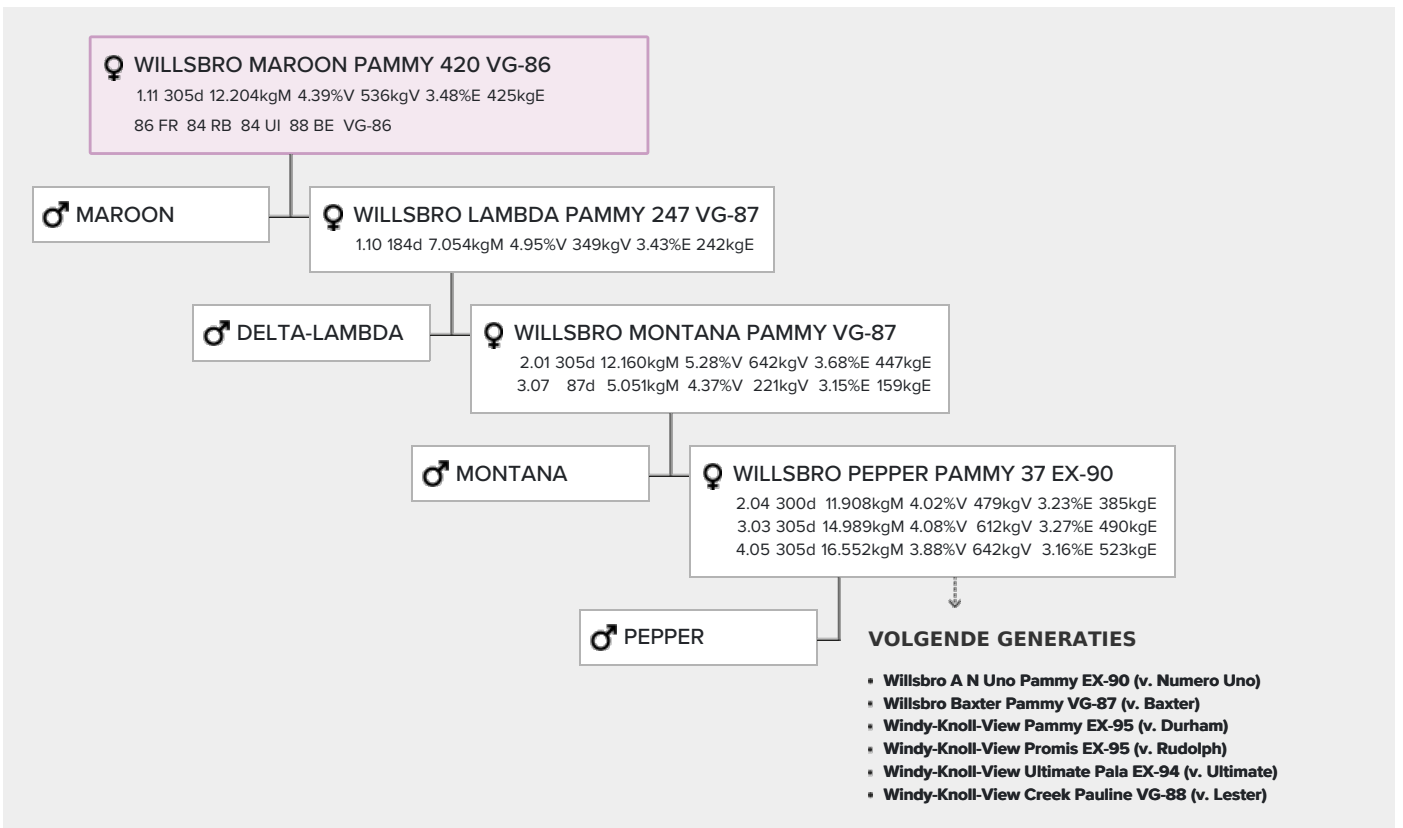 WILLSBRO MAROON PAMMY 420 VG-86
1.11 305d 12.204kgM 4.39%V 536kgV 3.48%E 425kgE
86 FR 84 RB 84 UI 88 BE VG-86
MAROON
WILLSBRO LAMBDA PAMMY 247 VG-87
1.10 184d 7.054kgM 4.95%V 349kgV 3.43%E 242kgE
DELTA-LAMBDA
WILLSBRO MONTANA PAMMY VG-87
2.01 305d 12.160kgM 5.28%V 642kgV 3.68%E 447kgE
3.07 87d 5.051kgM 4.37%V 221kgV 3.15%E 159kgE
MONTANA
WILLSBRO PEPPER PAMMY 37 EX-90
2.04 300d 11.908kgM 4.02%V 479kgV 3.23%E 385kgE
3.03 305d 14.989kgM 4.08%V 612kgV 3.27%E 490kgE
4.05 305d 16.552kgM 3.88%V 642kgV 3.16%E 523kgE
PEPPER
VOLGENDE GENERATIES
• Willsbro A N Uno Pammy EX-90 (v. Numero Uno)
• Willsbro Baxter Pammy VG-87 (v. Baxter)
• Windy-Knoll-View Pammy EX-95 (v. Durham)
• Windy-Knoll-View Promis EX-95 (v. Rudolph)
• Windy-Knoll-View Ultimate Pala EX-94 (v. Ultimate)
• Windy-Knoll-View Creek Pauline VG-88 (v. Lester)